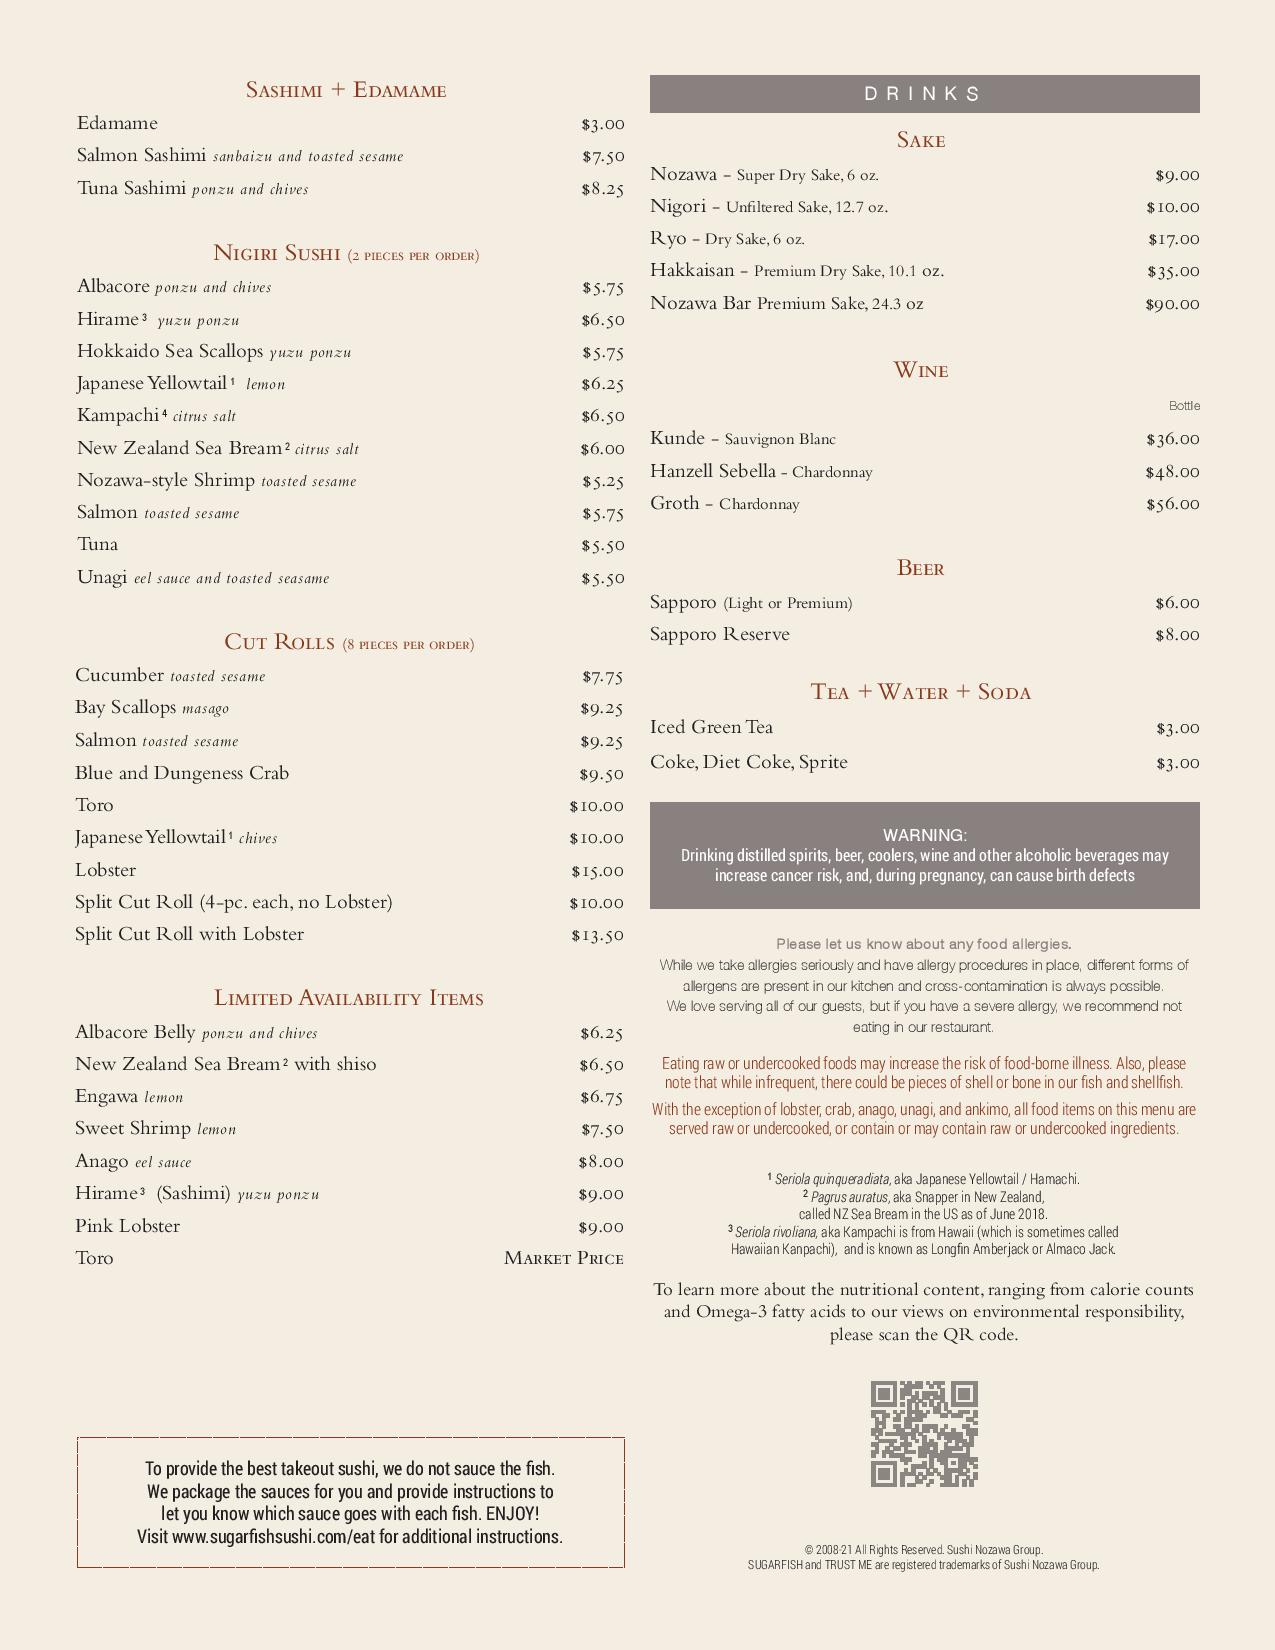 Sashimi + Edamame
Edamame $3.00
Salmon Sashimi sanbaizu and toasted sesame $7.50
Tuna Sashimi ponzu and chives $8.25
Nigiri Sushi (2 pieces per order)
Albacore ponzu and chives $5.75
Hirame³ yuzu ponzu $6.50
Hokkaido Sea Scallops yuzu ponzu $5.75
Japanese Yellowtail¹ lemon $6.25
Kampachi⁴ citrus salt $6.50
New Zealand Sea Bream² citrus salt $6.00
Nozawa-style Shrimp toasted sesame $5.25
Salmon toasted sesame $5.75
Tuna $5.50
Unagi eel sauce and toasted seasame $5.50
Cut Rolls (8 pieces per order)
Cucumber toasted sesame $7.75
Bay Scallops masago $9.25
Salmon toasted sesame $9.25
Blue and Dungeness Crab $9.50
Toro $10.00
Japanese Yellowtail¹ chives $10.00
Lobster $15.00
Split Cut Roll (4-pc. each, no Lobster) $10.00
Split Cut Roll with Lobster $13.50
Limited Availability Items
Albacore Belly ponzu and chives $6.25
New Zealand Sea Bream² with shiso $6.50
Engawa lemon $6.75
Sweet Shrimp lemon $7.50
Anago eel sauce $8.00
Hirame³ (Sashimi) yuzu ponzu $9.00
Pink Lobster $9.00
Toro Market Price
To provide the best takeout sushi, we do not sauce the fish.
We package the sauces for you and provide instructions to
let you know which sauce goes with each fish. ENJOY!
Visit www.sugarfishsushi.com/eat for additional instructions.
DRINKS
Sake
Nozawa - Super Dry Sake, 6 oz. $9.00
Nigori - Unfiltered Sake, 12.7 oz. $10.00
Ryo - Dry Sake, 6 oz. $17.00
Hakkaisan - Premium Dry Sake, 10.1 oz. $35.00
Nozawa Bar Premium Sake, 24.3 oz $90.00
Wine
Bottle
Kunde - Sauvignon Blanc $36.00
Hanzell Sebella - Chardonnay $48.00
Groth - Chardonnay $56.00
Beer
Sapporo (Light or Premium) $6.00
Sapporo Reserve $8.00
Tea + Water + Soda
Iced Green Tea $3.00
Coke, Diet Coke, Sprite $3.00
WARNING:
Drinking distilled spirits, beer, coolers, wine and other alcoholic beverages may
increase cancer risk, and, during pregnancy, can cause birth defects
Please let us know about any food allergies.
While we take allergies seriously and have allergy procedures in place, different forms of
allergens are present in our kitchen and cross-contamination is always possible.
We love serving all of our guests, but if you have a severe allergy, we recommend not
eating in our restaurant.
Eating raw or undercooked foods may increase the risk of food-borne illness. Also, please
note that while infrequent, there could be pieces of shell or bone in our fish and shellfish.
With the exception of lobster, crab, anago, unagi, and ankimo, all food items on this menu are
served raw or undercooked, or contain or may contain raw or undercooked ingredients.
¹ Seriola quinqueradiata, aka Japanese Yellowtail / Hamachi.
² Pagrus auratus, aka Snapper in New Zealand,
called NZ Sea Bream in the US as of June 2018.
³ Seriola rivoliana, aka Kampachi is from Hawaii (which is sometimes called
Hawaiian Kanpachi), and is known as Longfin Amberjack or Almaco Jack.
To learn more about the nutritional content, ranging from calorie counts
and Omega-3 fatty acids to our views on environmental responsibility,
please scan the QR code.
© 2008-21 All Rights Reserved. Sushi Nozawa Group.
SUGARFISH and TRUST ME are registered trademarks of Sushi Nozawa Group.